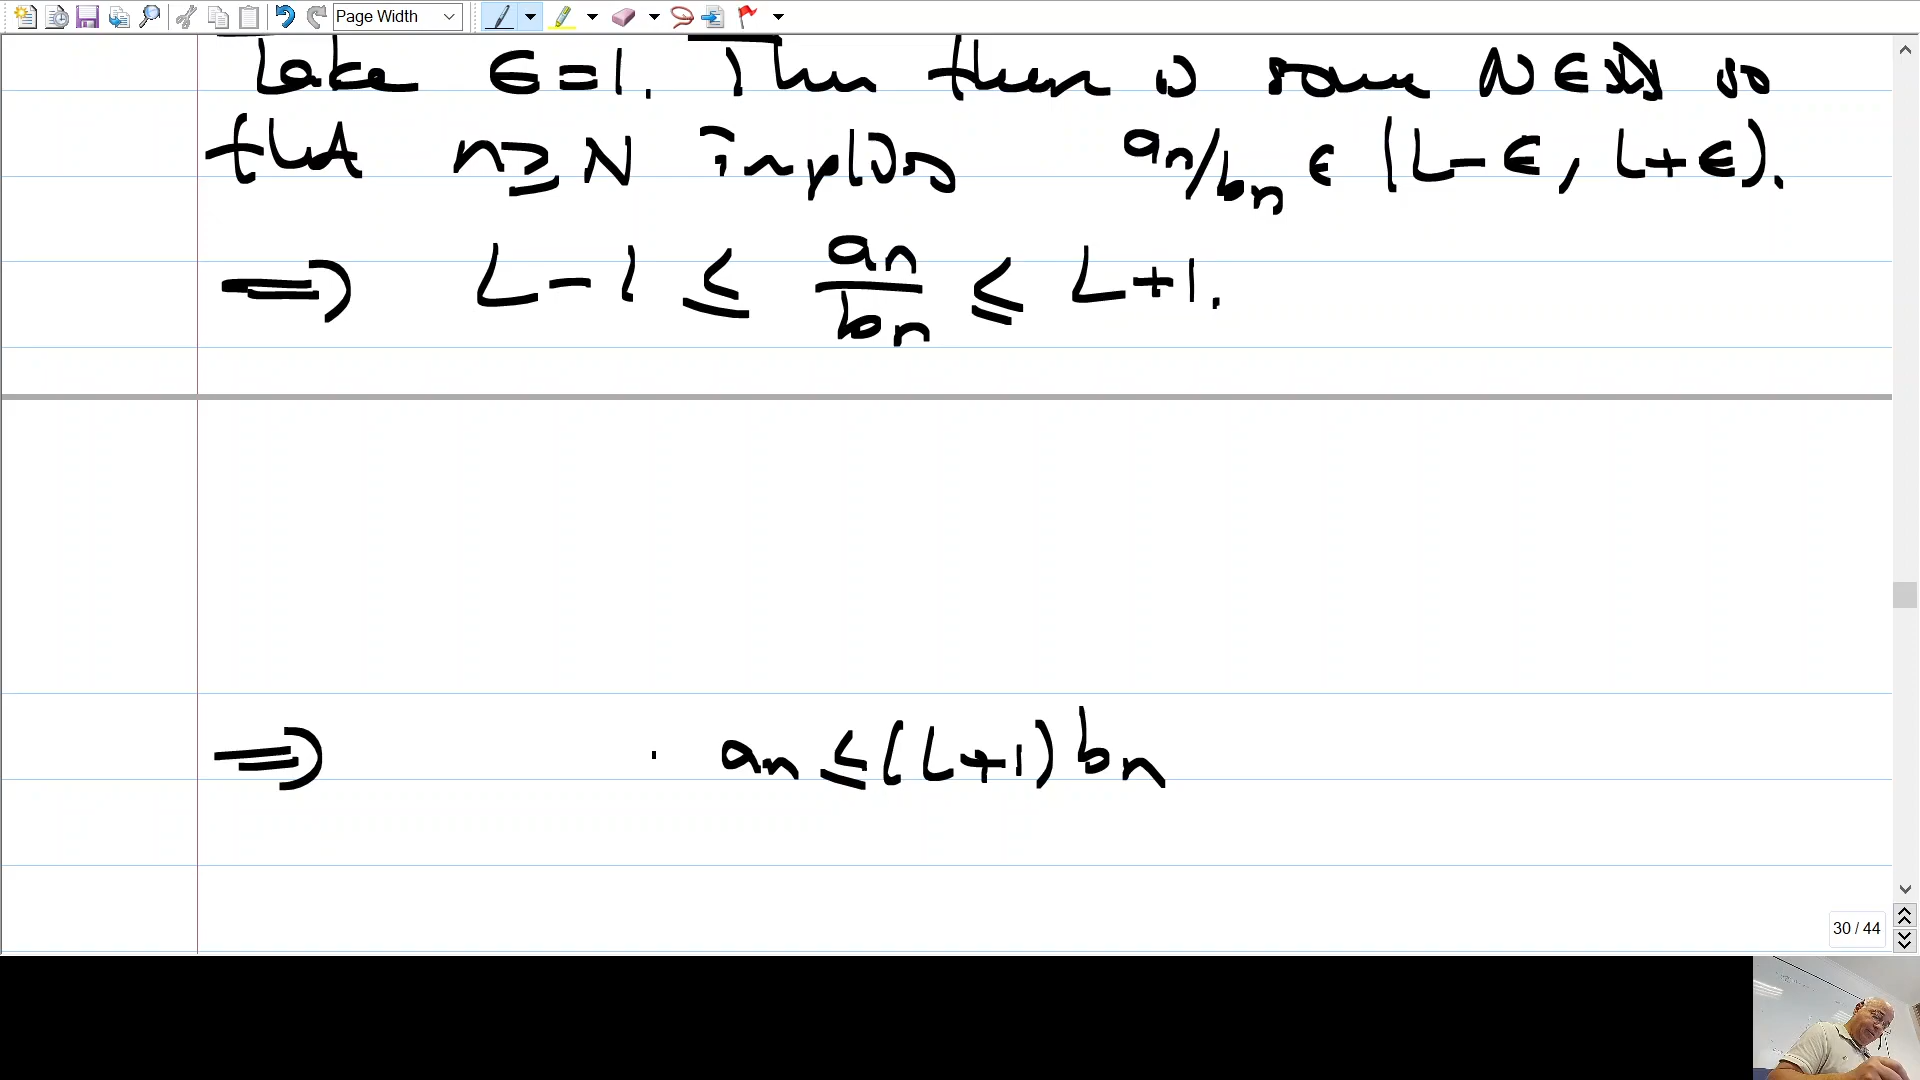 Page Width
Take ϵ=1. Then there is some N∈ℕ so
that n≥N implies an/bn ∈ (L-ϵ, L+ϵ).
⟹ L-1 ≤ an/bn ≤ L+1.
⟹ an ≤ (L+1) bn
30 / 44